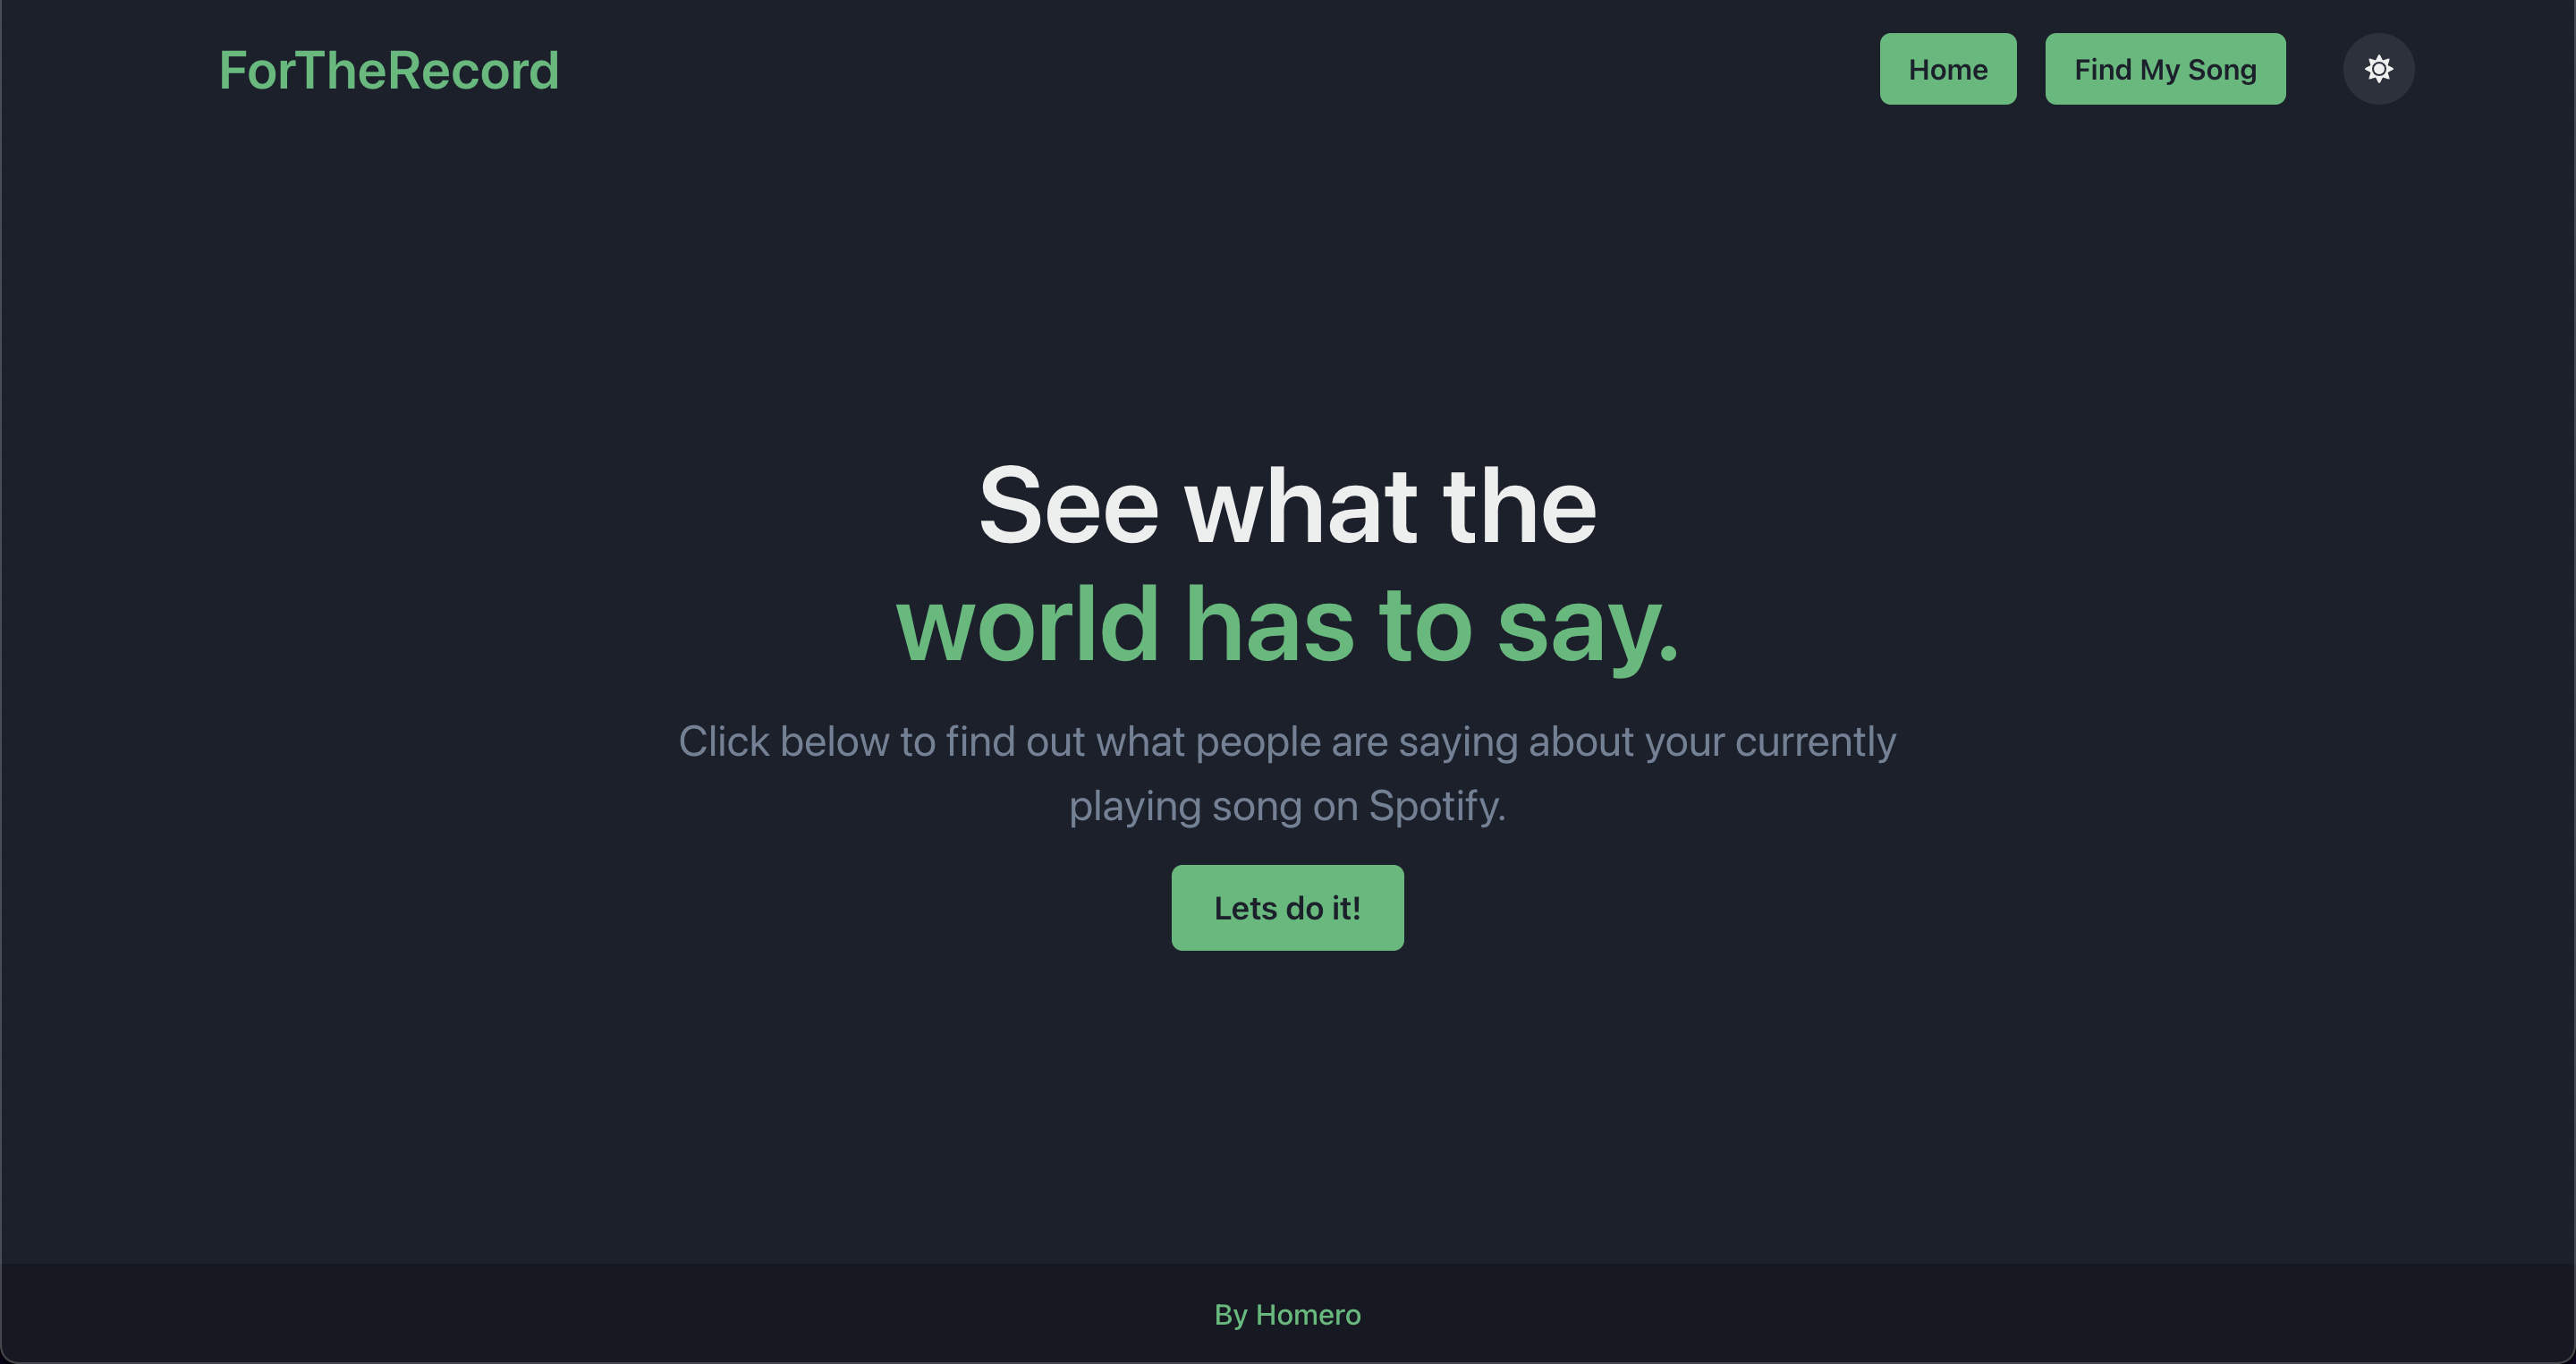 ForTheRecord
Home
Find My Song
See what the
world has to say.
Click below to find out what people are saying about your currently
playing song on Spotify.
Lets do it!
By Homero